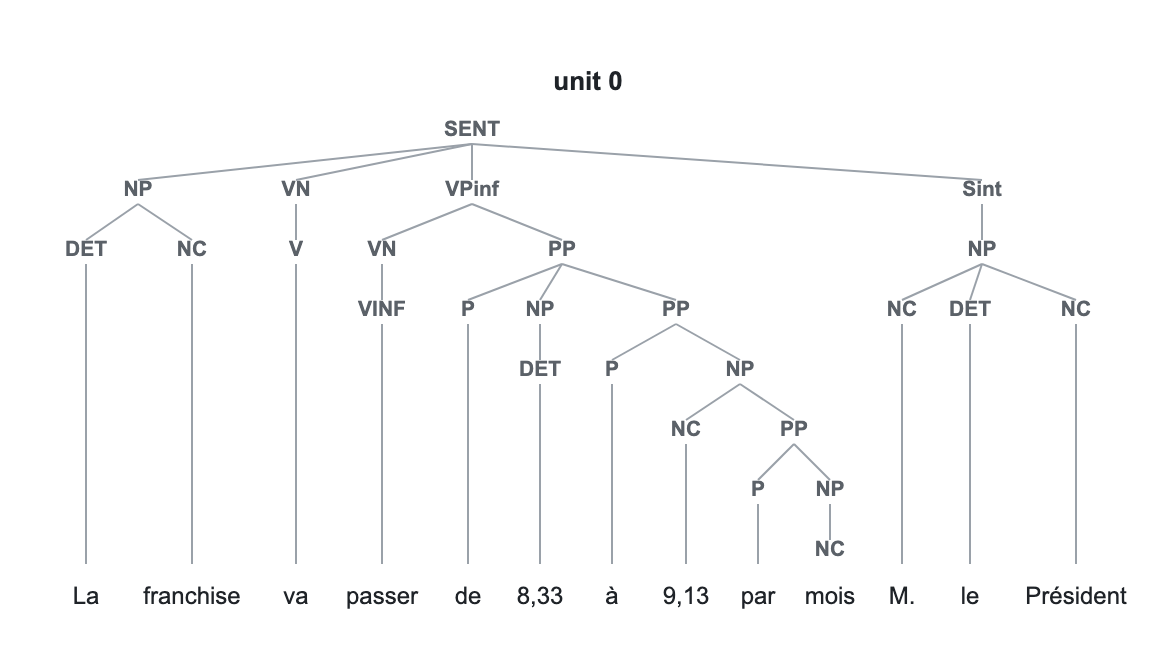 unit 0
SENT
NP VN VPinf Sint
DET NC V VN PP NP
VINF P NP PP NC DET NC
DET P NP
NC PP
P NP
NC
La franchise va passer de 8,33 à 9,13 par mois M. le Président